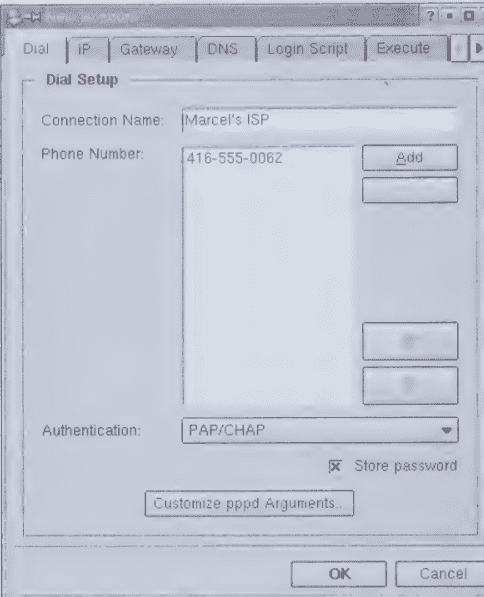 ?
Dial IP Gateway DNS Login Script Execute
Dial Setup
Connection Name: Marcel's ISP
Phone Number: 416-555-0062 Add
Authentication: PAP/CHAP
Store password
Customize pppd Arguments..
OK Cancel